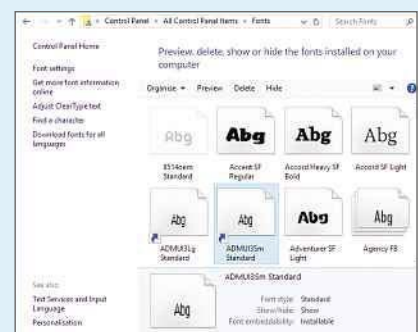 Control Panel > All Control Panel Items > Fonts
Search Fonts
Control Panel Home
Font settings
Get more font information
online
Adjust ClearType text
Find a character
Download fonts for all
languages
See also
Text Services and Input
Language
Personalisation
Preview, delete, show or hide the fonts installed on your
computer
Organise Preview Delete Hide
Abg Abg Abg Abg
8514oem
Standard
Accent SF
Regular
Accord Heavy SF
Bold
Accord SF Light
Abg Abg Abg Abg
ADMUI3Lg
Standard
ADMUI3Sm
Standard
Adventurer SF
Light
Agency FB
Abg
ADMUI3Sm Standard
Font style: Standard
Show/hide: Show
Font embeddability: Installable